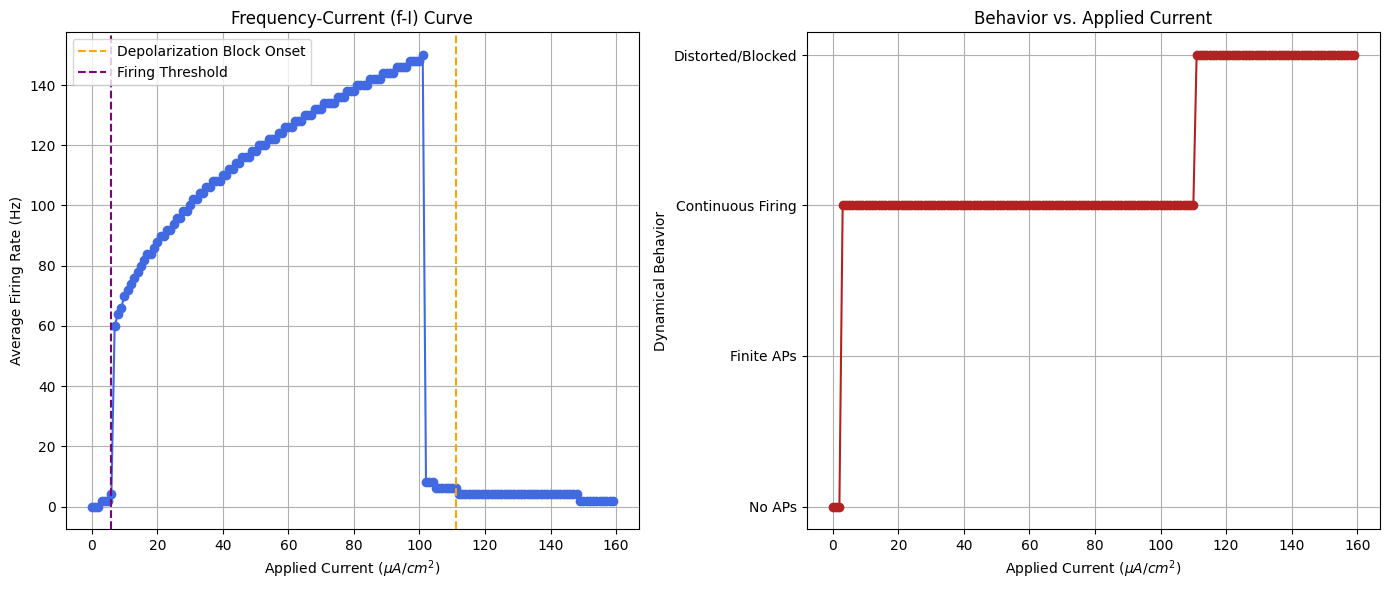 Frequency-Current (f-I) Curve
Depolarization Block Onset
Firing Threshold
Average Firing Rate (Hz)
140
120
100
80
60
40
20
0
0 20 40 60 80 100 120 140 160
Applied Current (μA/cm²)
Behavior vs. Applied Current
Dynamical Behavior
Distorted/Blocked
Continuous Firing
Finite APs
No APs
0 20 40 60 80 100 120 140 160
Applied Current (μA/cm²)